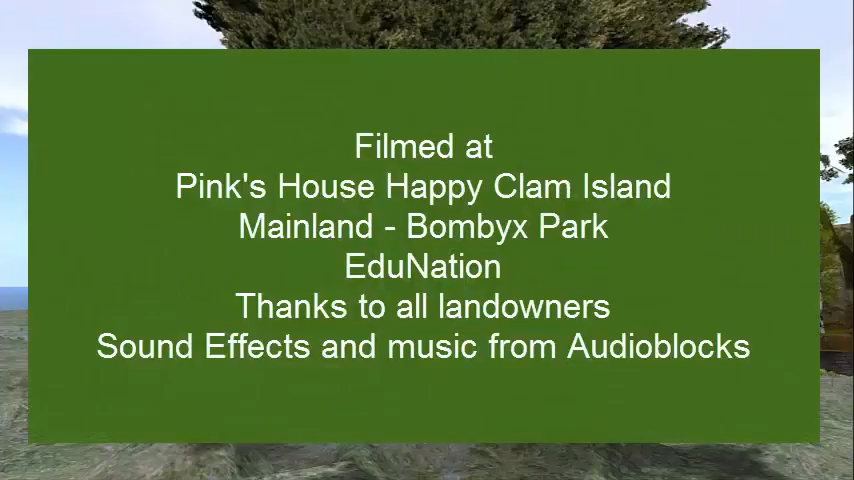 Filmed at
Pink's House Happy Clam Island
Mainland - Bombyx Park
EduNation
Thanks to all landowners
Sound Effects and music from Audioblocks